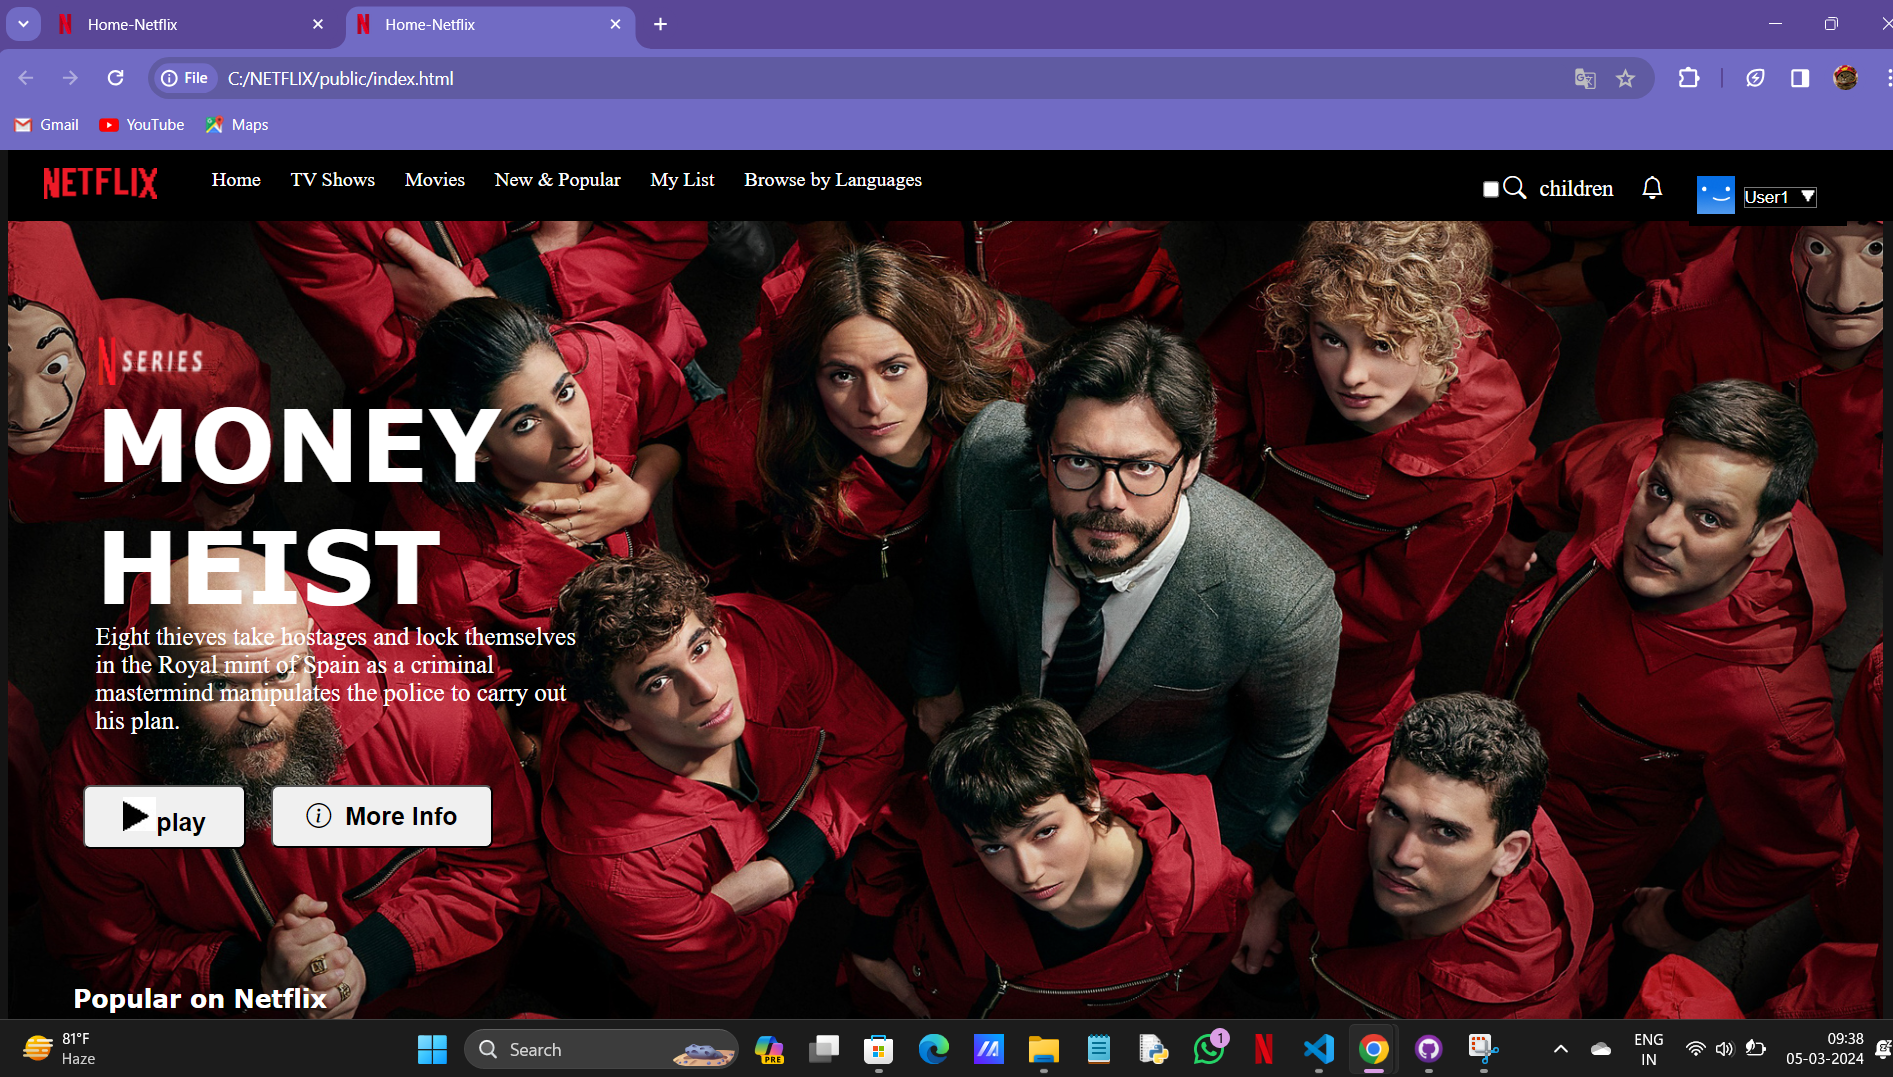 Home-Netflix
Home-Netflix
File C:/NETFLIX/public/index.html
Gmail YouTube Maps
NETFLIX Home TV Shows Movies New & Popular My List Browse by Languages children User1
N SERIES
MONEY
HEIST
Eight thieves take hostages and lock themselves
in the Royal mint of Spain as a criminal
mastermind manipulates the police to carry out
his plan.
play More Info
Popular on Netflix
81°F
Haze
Search
PRE
1
ENG
IN
09:38
05-03-2024